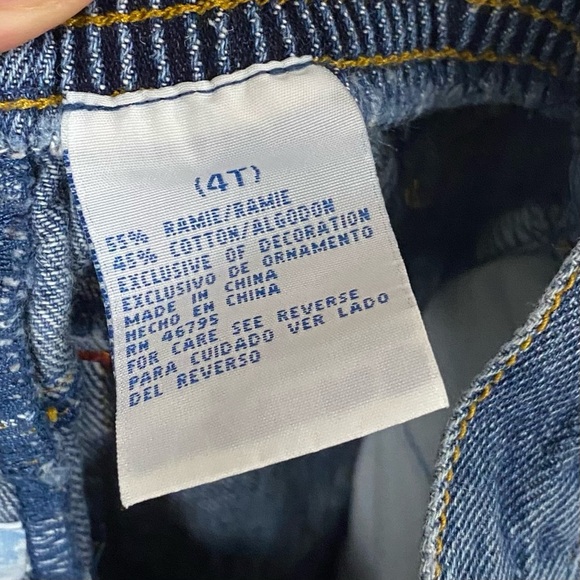 (4T)
55% RAMIE/RAMIE
45% COTTON/ALGODON
EXCLUSIVE OF DECORATION
EXCLUSIVO DE ORNAMENTO
MADE IN CHINA
HECHO EN CHINA
RN 46795
FOR CARE SEE REVERSE
PARA CUIDADO VER LADO
DEL REVERSO